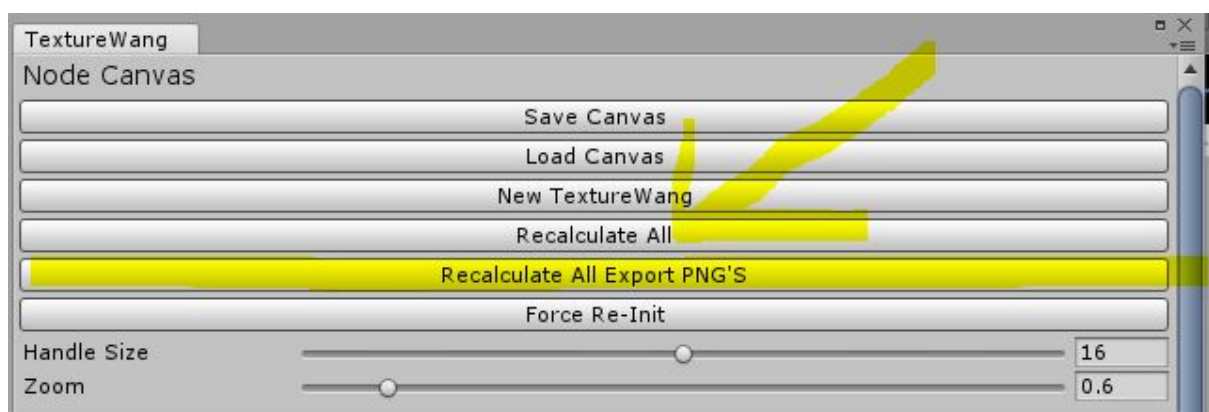 TextureWang
Node Canvas
Save Canvas
Load Canvas
New TextureWang
Recalculate All
Recalculate All Export PNG'S
Force Re-Init
Handle Size 16
Zoom 0.6